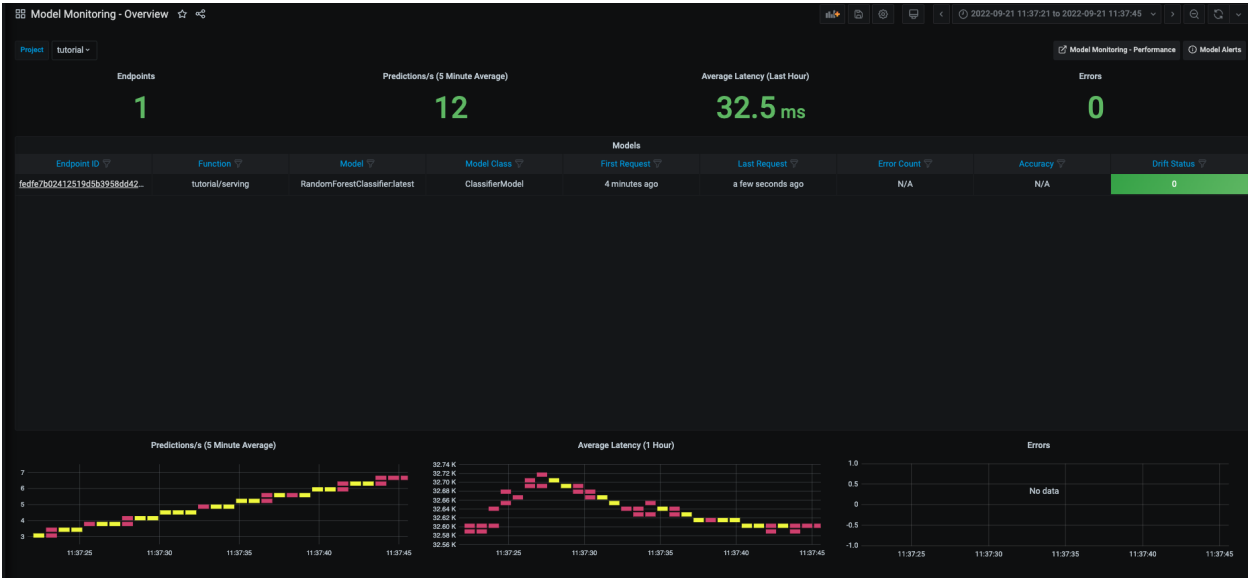 Model Monitoring - Overview
2022-09-21 11:37:21 to 2022-09-21 11:37:45
Project tutorial
Model Monitoring - Performance Model Alerts
Endpoints Predictions/s (5 Minute Average) Average Latency (Last Hour) Errors
1 12 32.5 ms 0
Models
Endpoint ID Function Model Model Class First Request Last Request Error Count Accuracy Drift Status
fedfe7b02412519d5b3958dd42... tutorial/serving RandomForestClassifier:latest ClassifierModel 4 minutes ago a few seconds ago N/A N/A 0
Predictions/s (5 Minute Average)
7
6
5
4
3
11:37:25 11:37:30 11:37:35 11:37:40 11:37:45
Average Latency (1 Hour)
32.74 K
32.72 K
32.70 K
32.68 K
32.66 K
32.64 K
32.62 K
32.60 K
32.58 K
32.56 K
11:37:25 11:37:30 11:37:35 11:37:40 11:37:45
Errors
1.0
0.5
No data
0
-0.5
-1.0
11:37:25 11:37:30 11:37:35 11:37:40 11:37:45